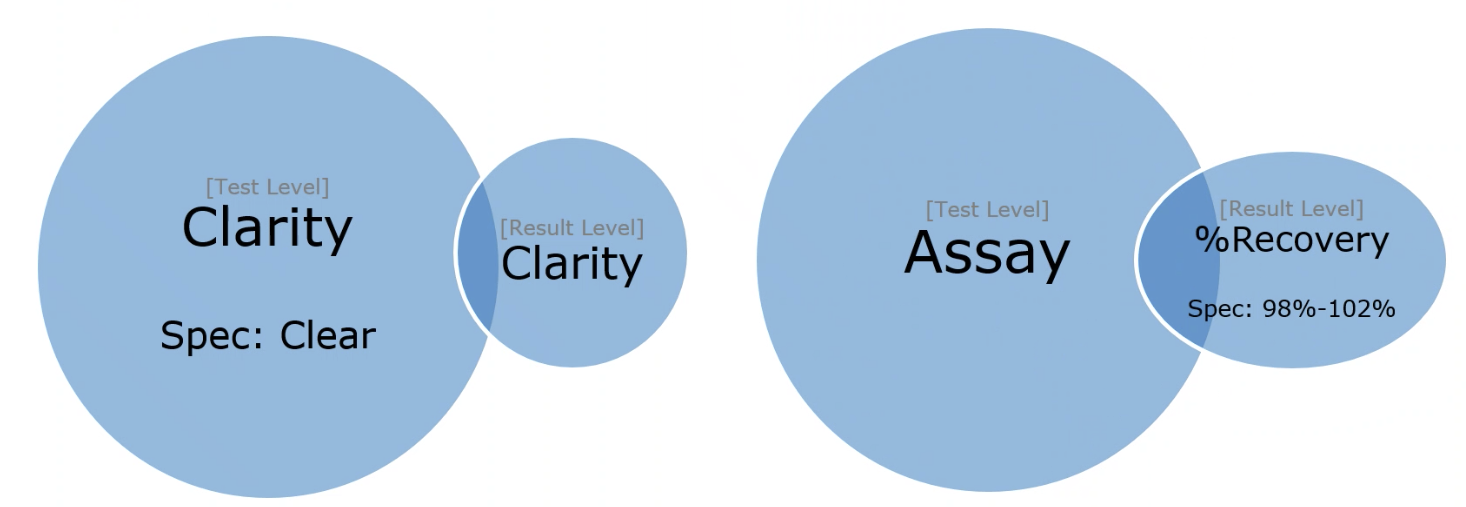 [Test Level]
Clarity
Spec: Clear
[Result Level]
Clarity
[Test Level]
Assay
[Result Level]
%Recovery
Spec: 98%-102%